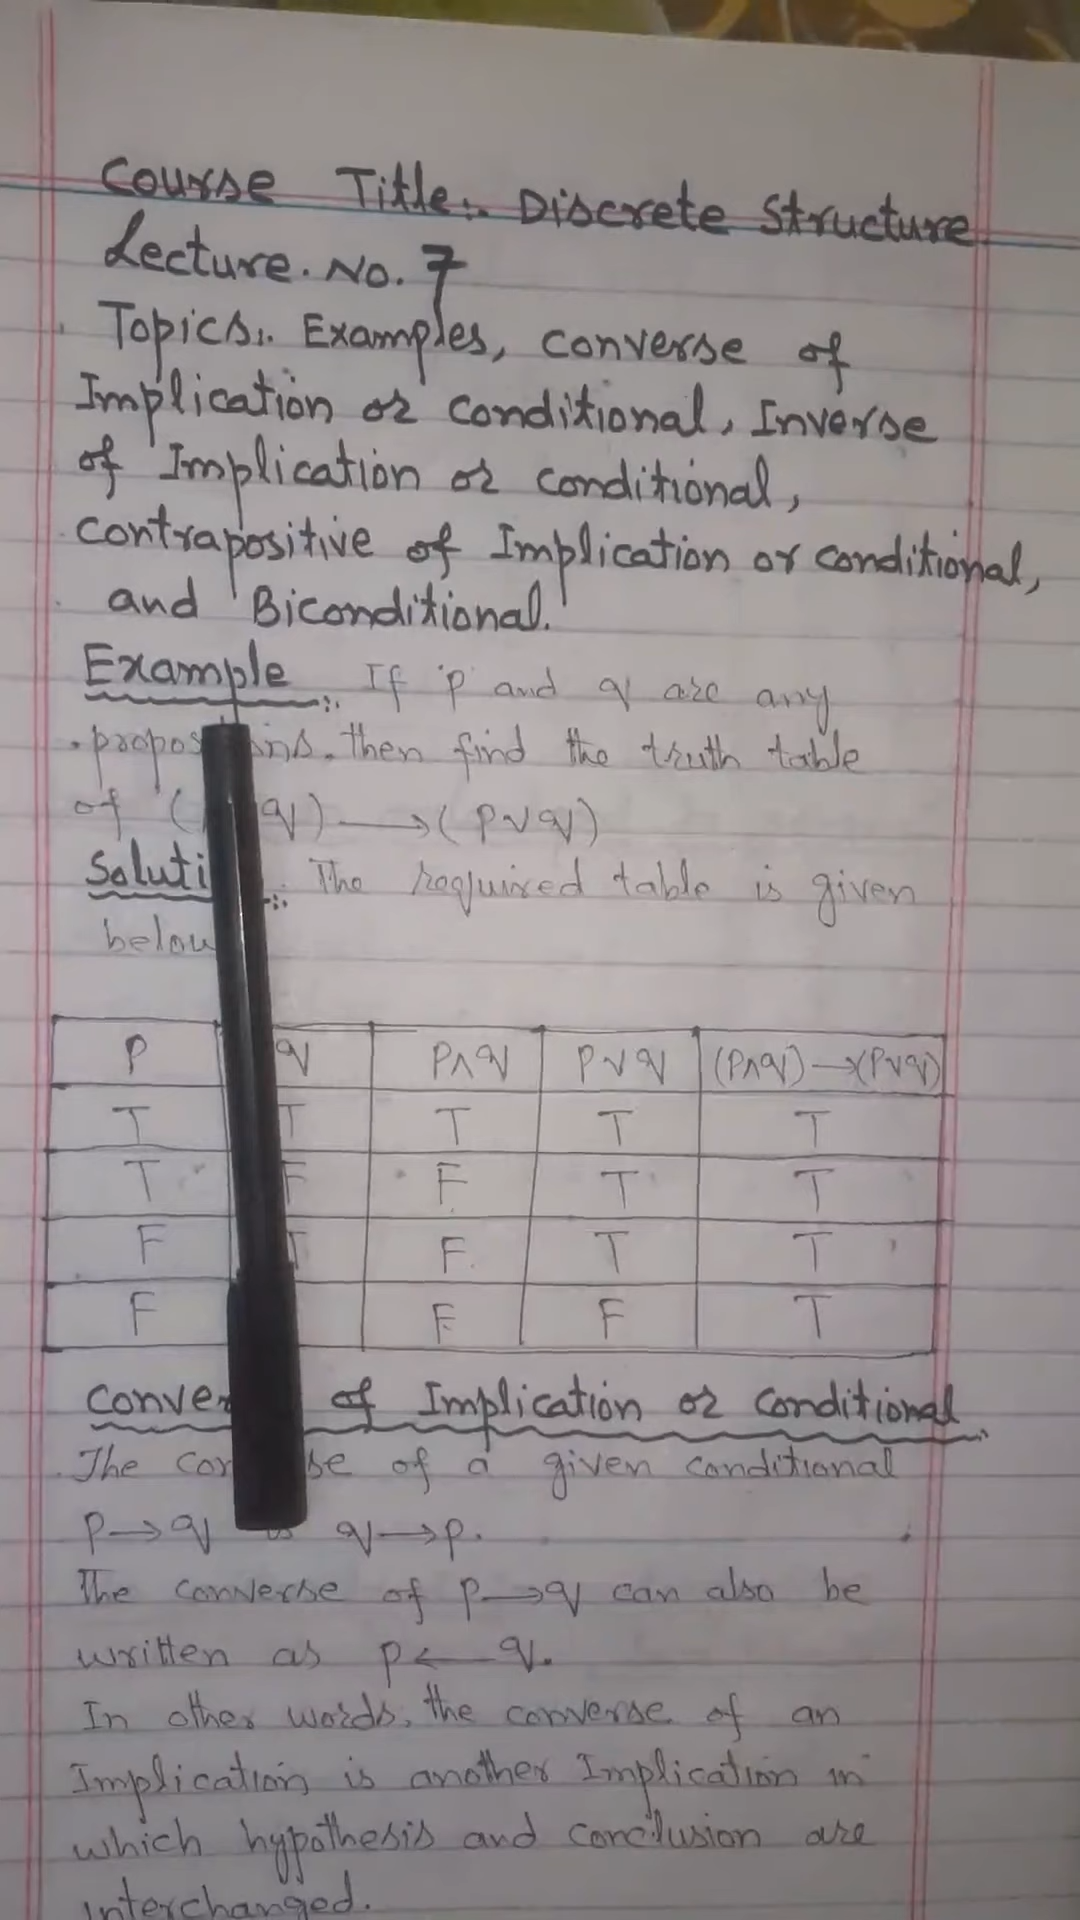 Course Title:. Discrete Structure
Lecture. No. 7
Topics:. Examples, converse of
Implication or conditional, Inverse
of Implication or conditional,
contrapositive of Implication or conditional,
and Biconditional.
Example:. If p and q are any
then find the truth table
of ( q) → (p∨q)
The required table is given
P q P∧q P∨q (P∧q)→(P∨q)
T T T T T
T F F T T
F T F T T
F F F T
of Implication or conditional
The of a given conditional
p→q q→p.
The converse of p→q can also be
written as p← q.
In other words, the converse of an
Implication is another Implication in
which hypothesis and conclusion are
interchanged.